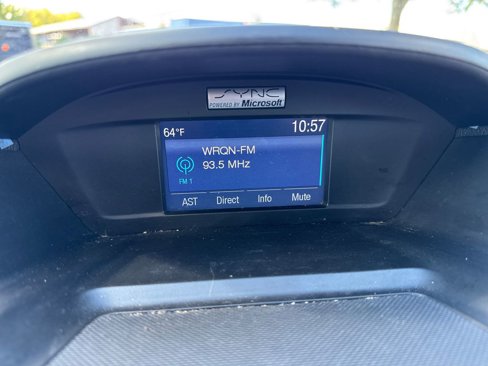 SYNC
POWERED BY Microsoft
64°F 10:57
WRQN-FM
93.5 MHz
FM 1
AST Direct Info Mute